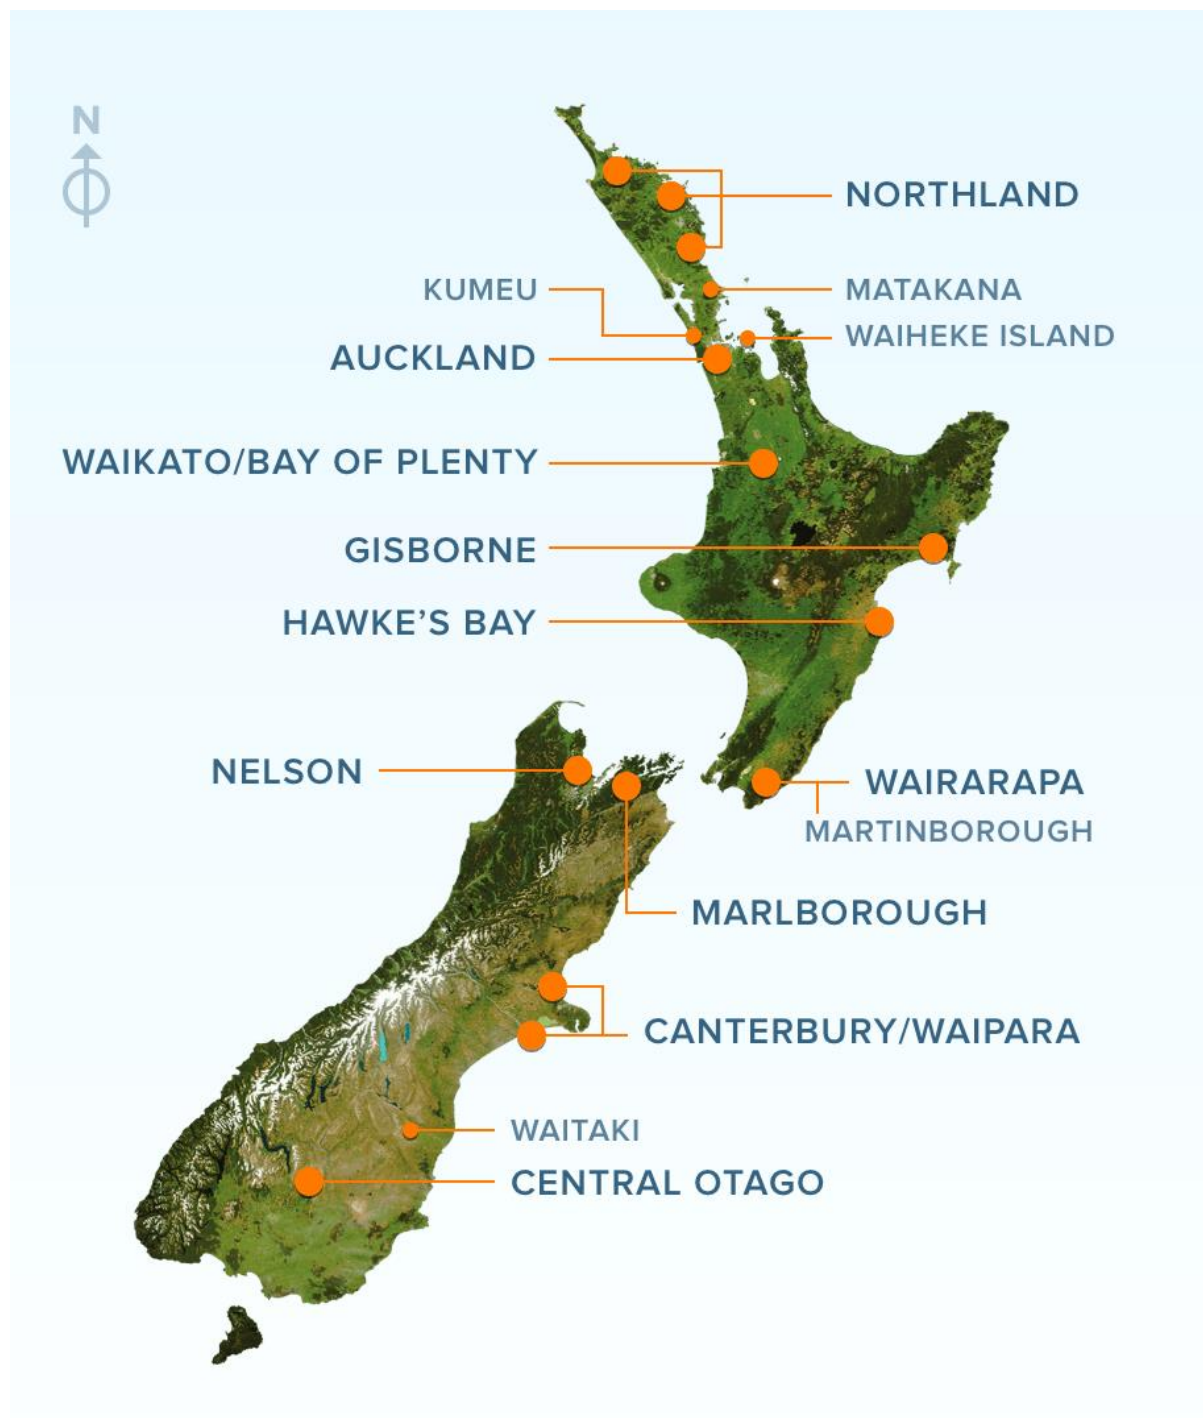 N
NORTHLAND
KUMEU
MATAKANA
WAIHEKE ISLAND
AUCKLAND
WAIKATO/BAY OF PLENTY
GISBORNE
HAWKE’S BAY
NELSON
WAIRARAPA
MARTINBOROUGH
MARLBOROUGH
CANTERBURY/WAIPARA
WAITAKI
CENTRAL OTAGO